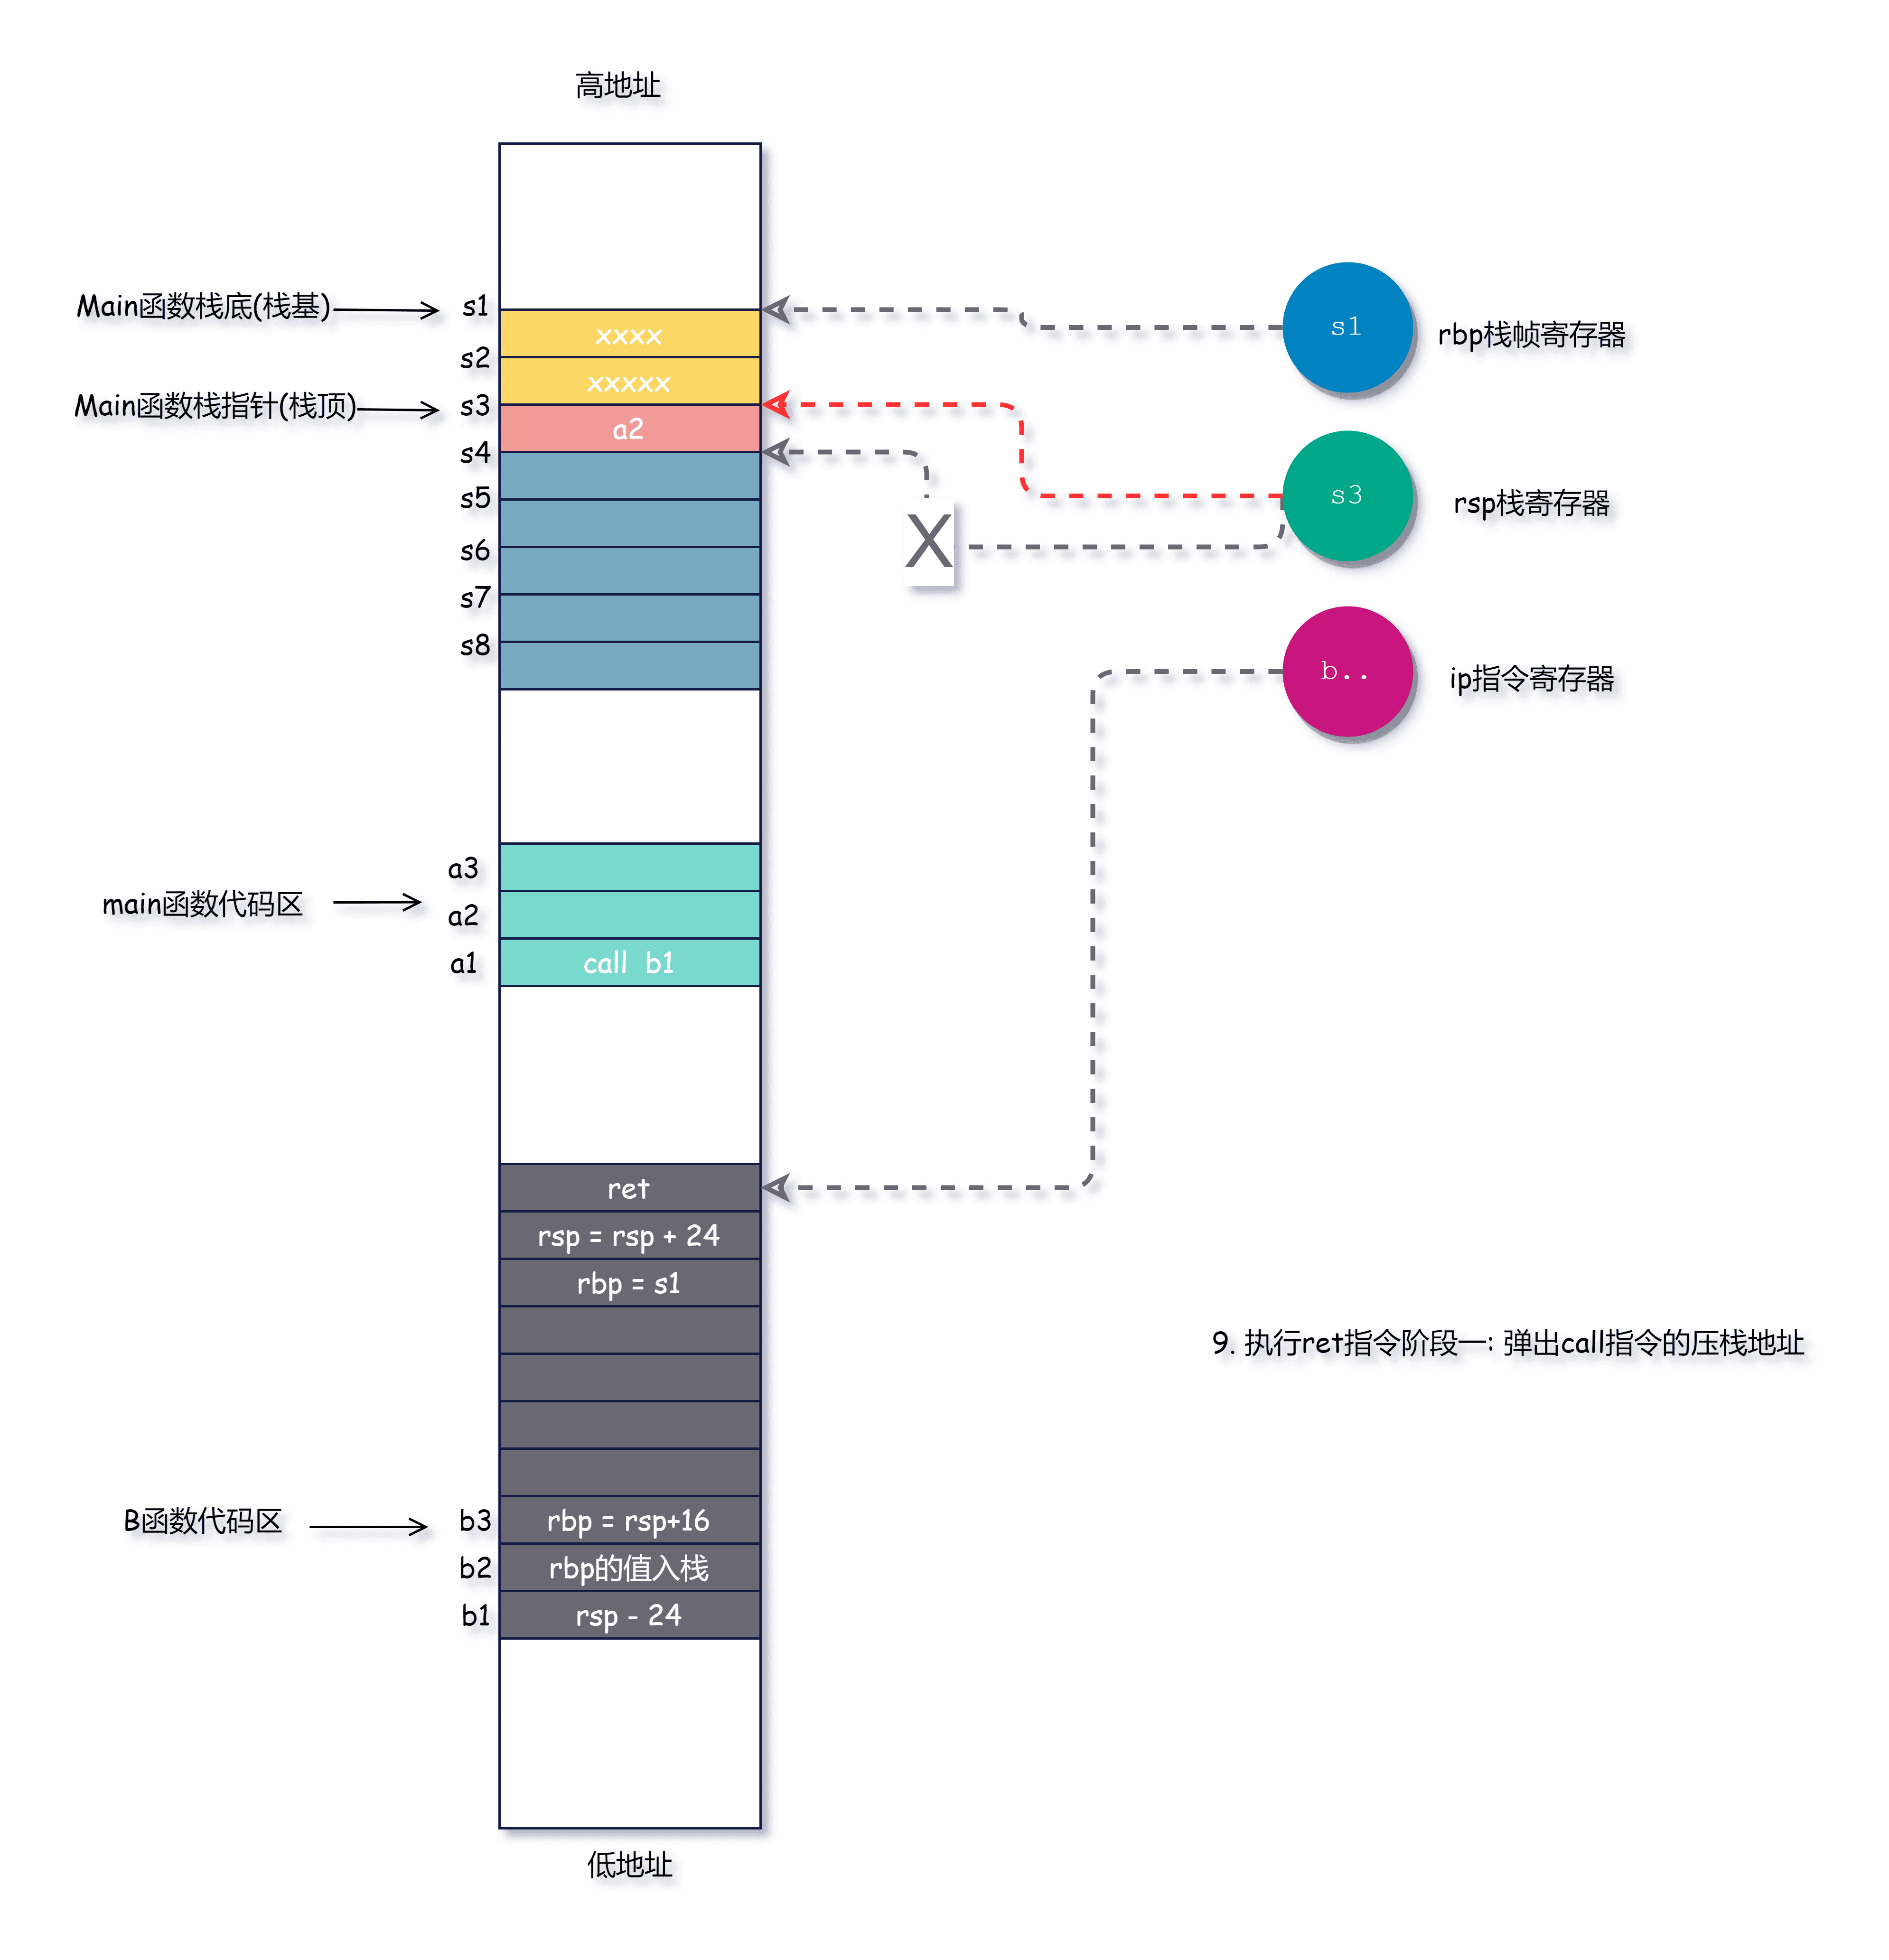 高地址
Main函数栈底(栈基)
s1
xxxx
s2
xxxxx
Main函数栈指针(栈顶)
s3
a2
s4
s5
s6
s7
s8
s1
rbp栈帧寄存器
s3
rsp栈寄存器
X
b..
ip指令寄存器
a3
main函数代码区
a2
a1
call b1
ret
rsp = rsp + 24
rbp = s1
9. 执行ret指令阶段一: 弹出call指令的压栈地址
B函数代码区
b3
rbp = rsp+16
b2
rbp的值入栈
b1
rsp - 24
低地址